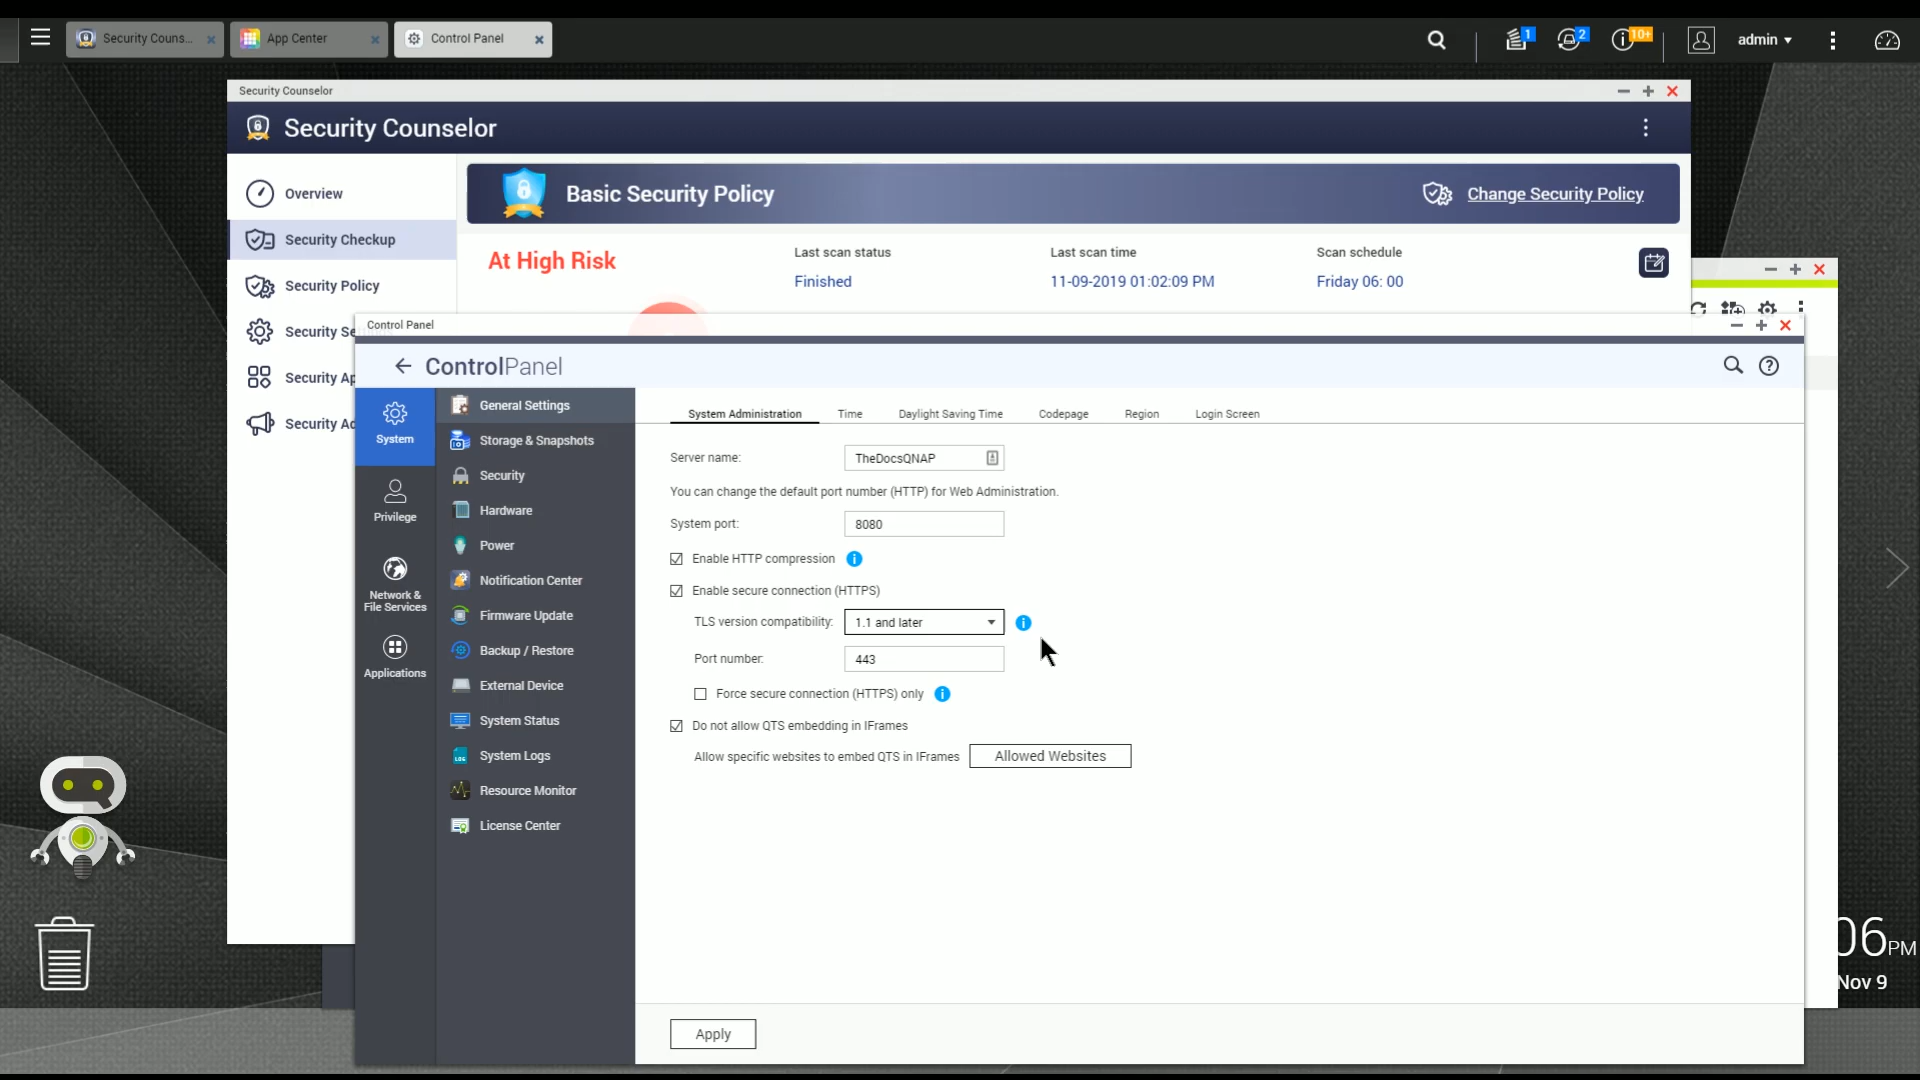 Security Couns...
App Center
Control Panel
1
2
10+
admin
Security Counselor
Security Counselor
Overview
Security Checkup
Security Policy
Security Se
Security Ap
Security Ad
Basic Security Policy
Change Security Policy
At High Risk
Last scan status
Finished
Last scan time
11-09-2019 01:02:09 PM
Scan schedule
Friday 06: 00
Control Panel
ControlPanel
System
Privilege
Network &
File Services
Applications
General Settings
Storage & Snapshots
Security
Hardware
Power
Notification Center
Firmware Update
Backup / Restore
External Device
System Status
System Logs
Resource Monitor
License Center
System Administration
Time
Daylight Saving Time
Codepage
Region
Login Screen
Server name:
TheDocsQNAP
You can change the default port number (HTTP) for Web Administration.
System port:
8080
Enable HTTP compression
Enable secure connection (HTTPS)
TLS version compatibility:
1.1 and later
Port number:
443
Force secure connection (HTTPS) only
Do not allow QTS embedding in IFrames
Allow specific websites to embed QTS in IFrames
Allowed Websites
Apply
06 PM
Nov 9